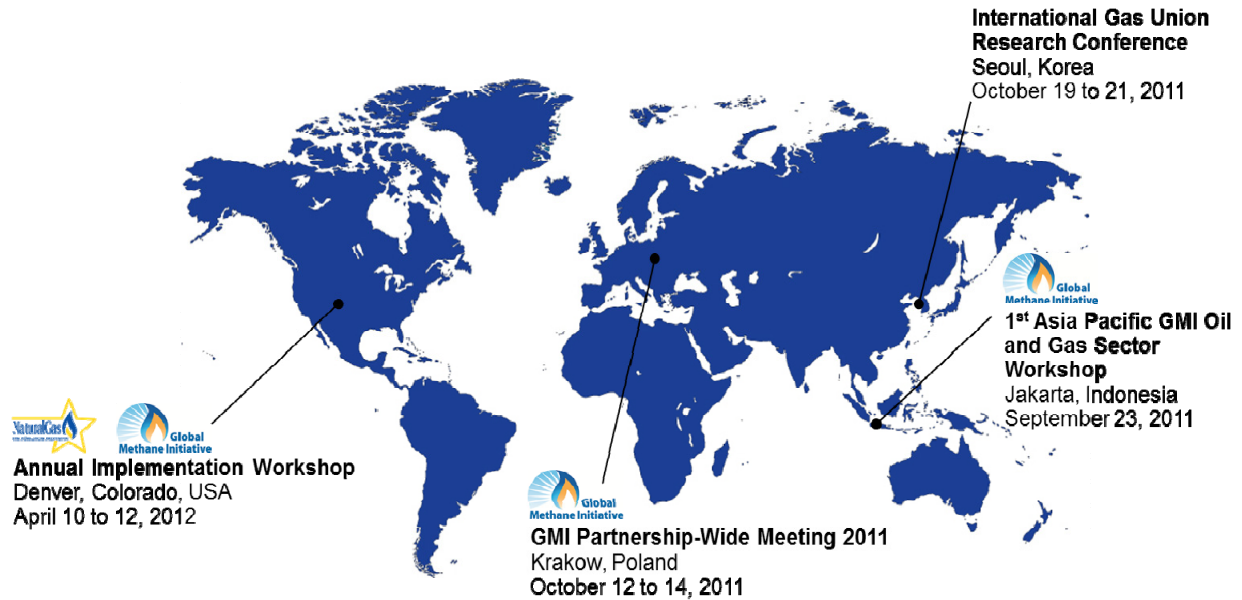 International Gas Union
Research Conference
Seoul, Korea
October 19 to 21, 2011
Global
Methane Initiative
1st Asia Pacific GMI Oil
and Gas Sector
Workshop
Jakarta, Indonesia
September 23, 2011
NaturalGas
Global
Methane Initiative
Annual Implementation Workshop
Denver, Colorado, USA
April 10 to 12, 2012
Global
Methane Initiative
GMI Partnership-Wide Meeting 2011
Krakow, Poland
October 12 to 14, 2011